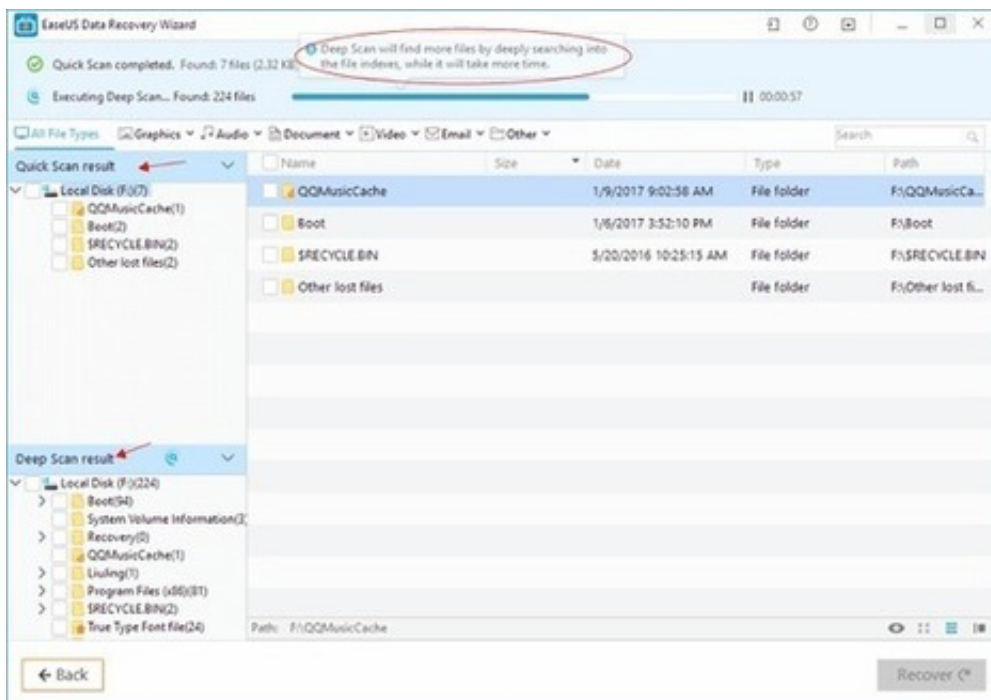 EaseUS Data Recovery Wizard
Deep Scan will find more files by deeply searching into
the file indexes, while it will take more time.
Quick Scan completed. Found: 7 files (2.32 KB
Executing Deep Scan... Found: 224 files
00:00:57
All File Types Graphics Audio Document Video Email Other
Search
Quick Scan result
Name Size Date Type Path
Local Disk (F:)(7)
QQMusicCache(1)
Boot(2)
$RECYCLE.BIN(2)
Other lost files(2)
QQMusicCache 1/9/2017 9:02:58 AM File folder F:\QQMusicCa...
Boot 1/6/2017 3:52:10 PM File folder F:\Boot
$RECYCLE.BIN 5/20/2016 10:25:15 AM File folder F:\$RECYCLE.BIN
Other lost files File folder F:\Other lost fi...
Deep Scan result
Local Disk (F:)(224)
Boot(94)
System Volume Information(3
Recovery(0)
QQMusicCache(1)
Liuling(1)
Program Files (x86)(81)
$RECYCLE.BIN(2)
True Type Font file(24)
Path: F:\QQMusicCache
Back
Recover